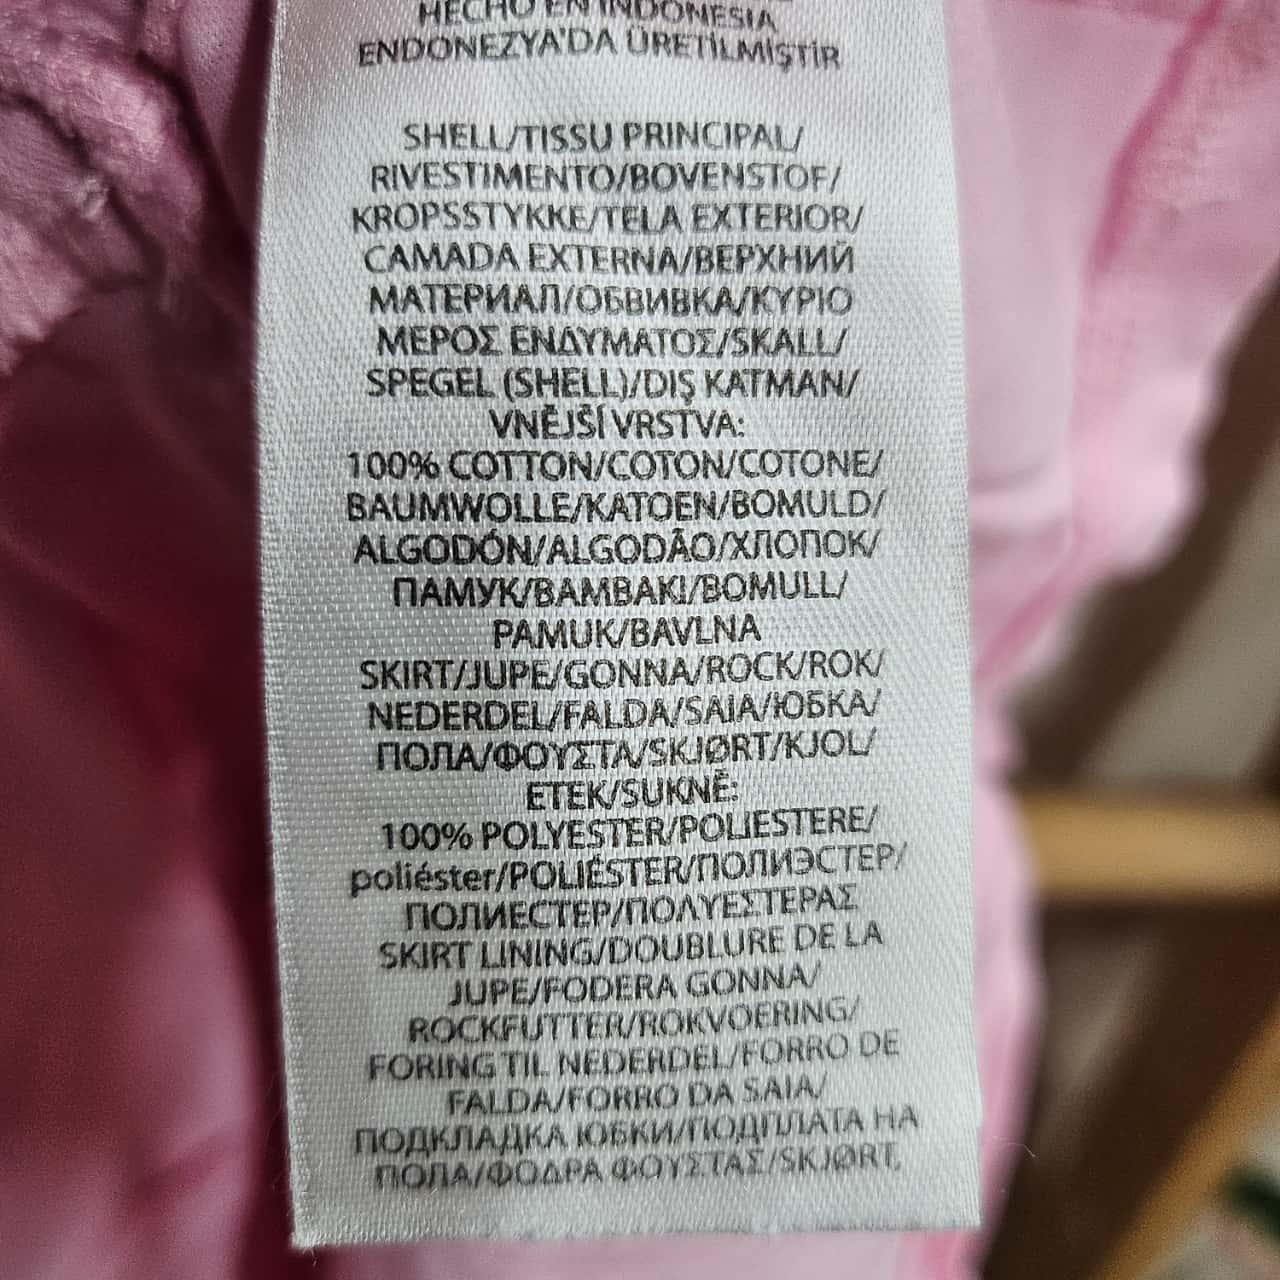 HECHO EN INDONESIA
ENDONEZYA'DA ÜRETİLMİŞTİR
SHELL/TISSU PRINCIPAL/
RIVESTIMENTO/BOVENSTOF/
KROPSSTYKKE/TELA EXTERIOR/
CAMADA EXTERNA/ВЕРХНИЙ
МАТЕРИАЛ/ОБВИВКА/ΚΥΡΙΟ
ΜΕΡΟΣ ΕΝΔΥΜΑΤΟΣ/SKALL/
SPEGEL (SHELL)/DIŞ KATMAN/
VNĚJŠÍ VRSTVA:
100% COTTON/COTON/COTONE/
BAUMWOLLE/KATOEN/BOMULD/
ALGODÓN/ALGODÃO/ХЛОПОК/
ПАМУК/ΒΑΜΒΑΚΙ/BOMULL/
PAMUK/BAVLNA
SKIRT/JUPE/GONNA/ROCK/ROK/
NEDERDEL/FALDA/SAIA/ЮБКА/
ПОЛА/ΦΟΥΣΤΑ/SKJØRT/KJOL/
ETEK/SUKNĚ:
100% POLYESTER/POLIESTERE/
poliéster/POLIÉSTER/ПОЛИЭСТЕР/
ПОЛИЕСТЕР/ΠΟΛΥΕΣΤΕΡΑΣ
SKIRT LINING/DOUBLURE DE LA
JUPE/FODERA GONNA/
ROCKFUTTER/ROKVOERING/
FORING TIL NEDERDEL/FORRO DE
FALDA/FORRO DA SAIA/
ПОДКЛАДКА ЮБКИ/ПОДПЛАТА НА
ПОЛА/ΦΟΔΡΑ ΦΟΥΣΤΑΣ/SKJØRT,